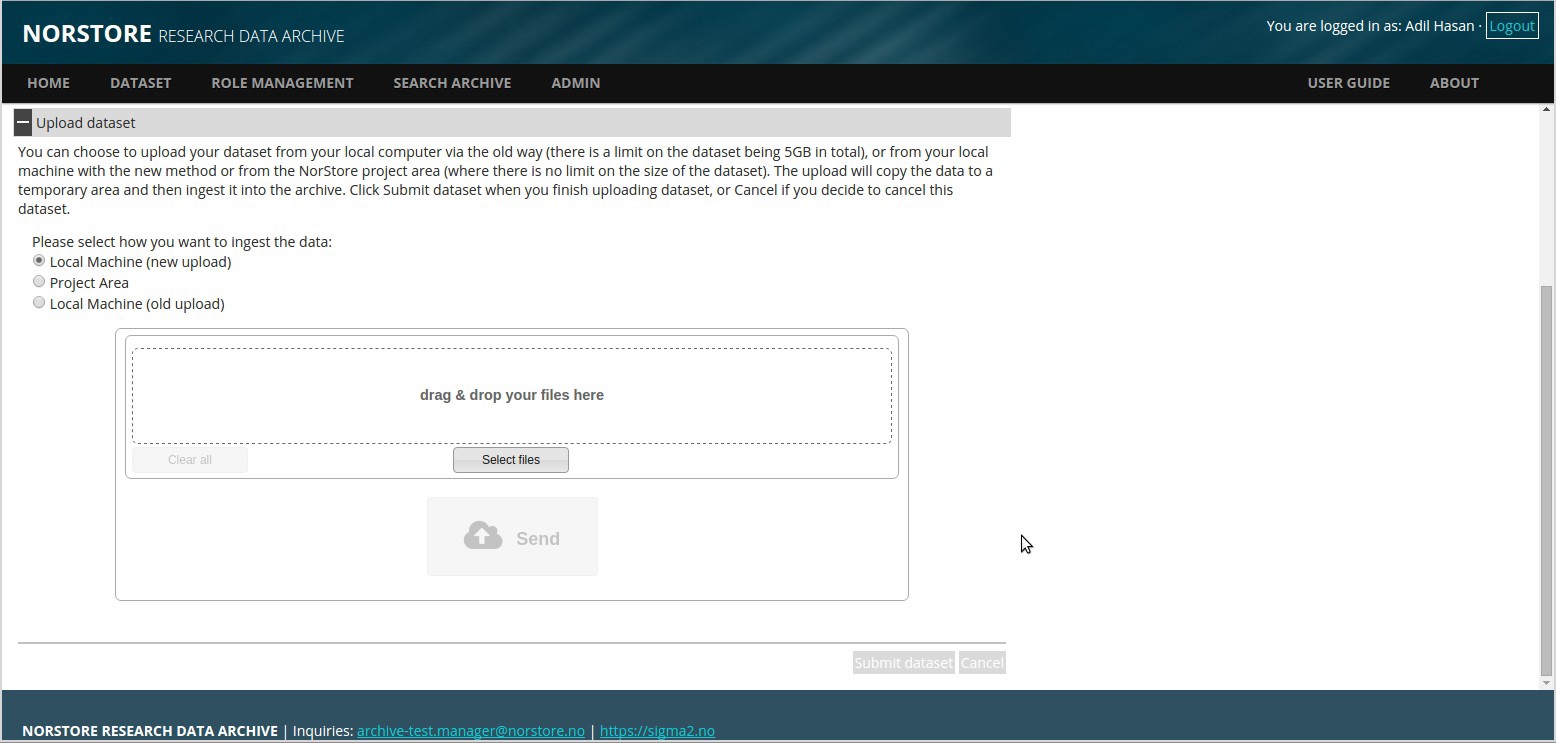 NORSTORE RESEARCH DATA ARCHIVE
You are logged in as: Adil Hasan · Logout
HOME DATASET ROLE MANAGEMENT SEARCH ARCHIVE ADMIN USER GUIDE ABOUT
Upload dataset
You can choose to upload your dataset from your local computer via the old way (there is a limit on the dataset being 5GB in total), or from your local
machine with the new method or from the NorStore project area (where there is no limit on the size of the dataset). The upload will copy the data to a
temporary area and then ingest it into the archive. Click Submit dataset when you finish uploading dataset, or Cancel if you decide to cancel this
dataset.
Please select how you want to ingest the data:
Local Machine (new upload)
Project Area
Local Machine (old upload)
drag & drop your files here
Clear all Select files
Send
Submit dataset Cancel
NORSTORE RESEARCH DATA ARCHIVE | Inquiries: archive-test.manager@norstore.no | https://sigma2.no